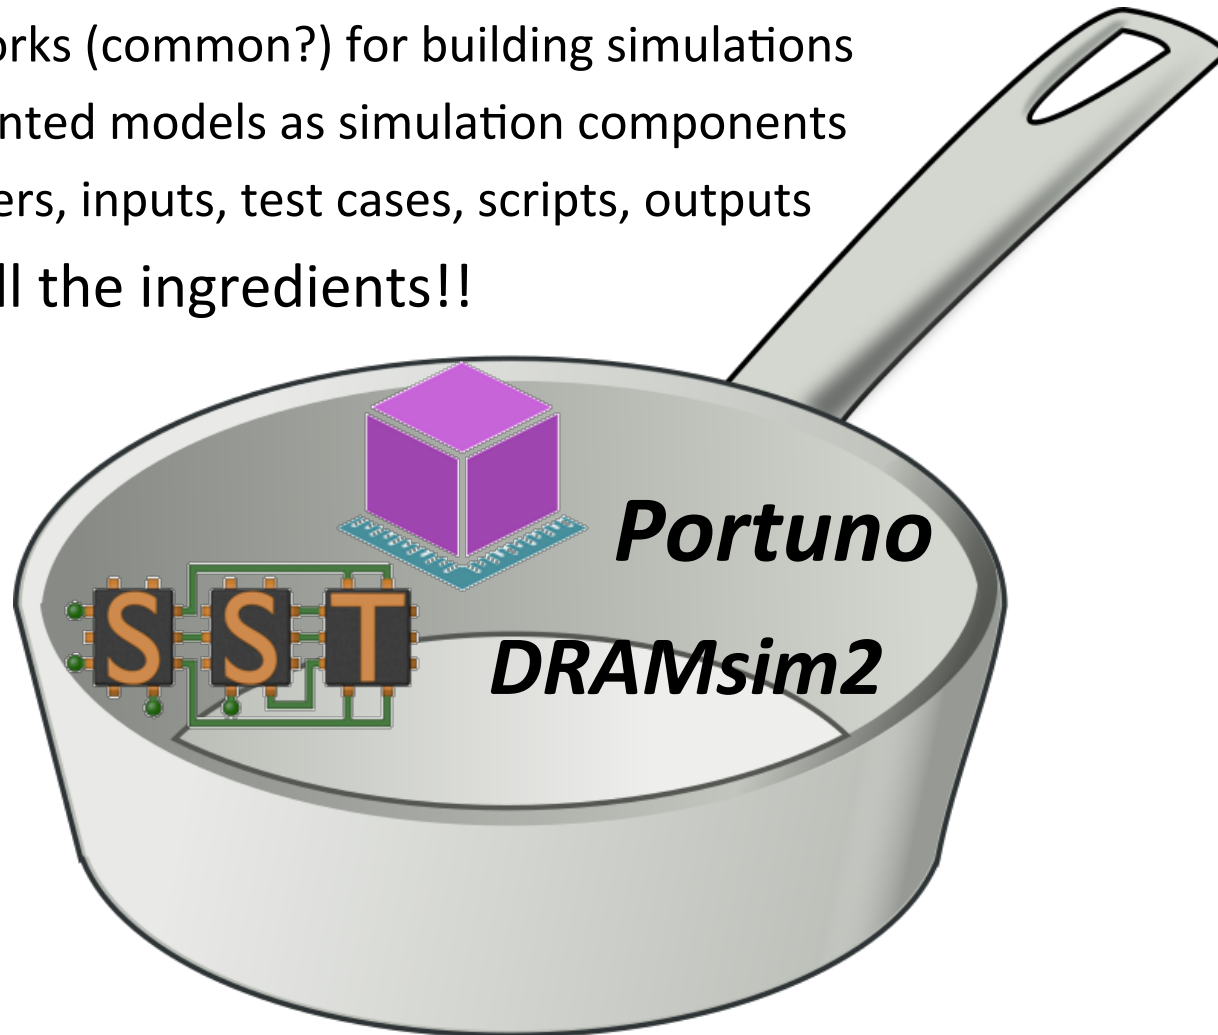 orks (common?) for building simulations
nted models as simulation components
ers, inputs, test cases, scripts, outputs
ll the ingredients!!
Portuno
SST
DRAMsim2